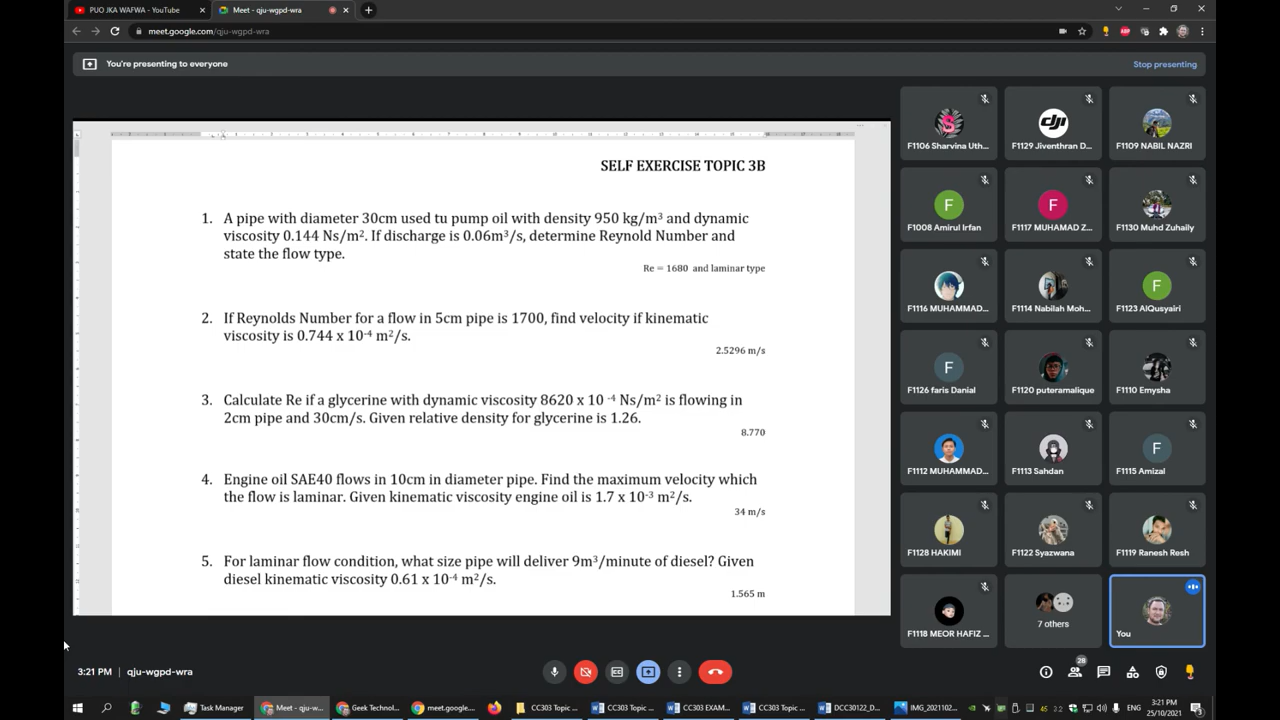 PUO JKA WAFWA - YouTube
Meet - qju-wgpd-wra
meet.google.com/qju-wgpd-wra
You're presenting to everyone
Stop presenting
SELF EXERCISE TOPIC 3B
1. A pipe with diameter 30cm used tu pump oil with density 950 kg/m³ and dynamic
viscosity 0.144 Ns/m². If discharge is 0.06m³/s, determine Reynold Number and
state the flow type.
Re = 1680 and laminar type
2. If Reynolds Number for a flow in 5cm pipe is 1700, find velocity if kinematic
viscosity is 0.744 x 10⁻⁴ m²/s.
2.5296 m/s
3. Calculate Re if a glycerine with dynamic viscosity 8620 x 10 ⁻⁴ Ns/m² is flowing in
2cm pipe and 30cm/s. Given relative density for glycerine is 1.26.
8.770
4. Engine oil SAE40 flows in 10cm in diameter pipe. Find the maximum velocity which
the flow is laminar. Given kinematic viscosity engine oil is 1.7 x 10⁻³ m²/s.
34 m/s
5. For laminar flow condition, what size pipe will deliver 9m³/minute of diesel? Given
diesel kinematic viscosity 0.61 x 10⁻⁴ m²/s.
1.565 m
S
F1106 Sharvina Uth...
dji
F1129 Jiventhran D...
F1109 NABIL NAZRI
F
F1008 Amirul Irfan
F
F1117 MUHAMAD Z...
F1130 Muhd Zuhaily
F1116 MUHAMMAD...
F1114 Nabilah Moh...
F
F1123 AlQusyairi
F
F1126 faris Danial
F1120 puteramalique
F1110 Emysha
F1112 MUHAMMAD...
F1113 Sahdan
F
F1115 Amizal
F1128 HAKIMI
F1122 Syazwana
F1119 Ranesh Resh
F1118 MEOR HAFIZ ...
7 others
You
3:21 PM | qju-wgpd-wra
28
Task Manager
Meet - qju-w...
Geek Technol...
meet.google....
CC303 Topic ...
CC303 Topic ...
CC303 EXAM...
CC303 Topic ...
DCC30122_D...
IMG_202102...
45
3:21 PM
25/10/2021